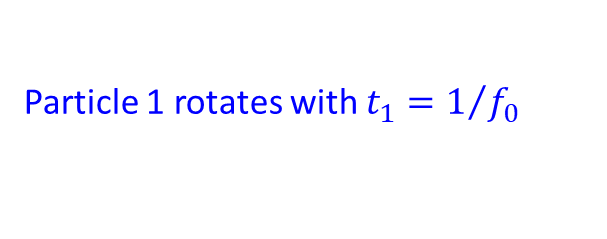 Particle 1 rotates with t₁ = 1/f₀